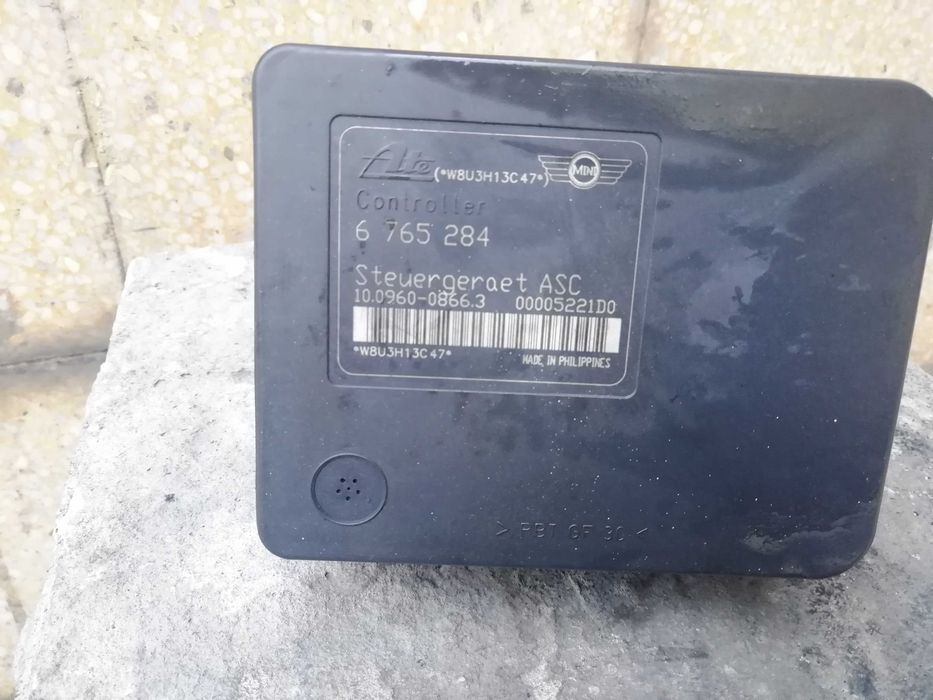 Ate (*W8U3H13C47*) MINI
Controller
6 765 284
Steuergeraet ASC
10.0960-0866.3 00005221D0
*W8U3H13C47* MADE IN PHILIPPINES
> PBT GF 30 <